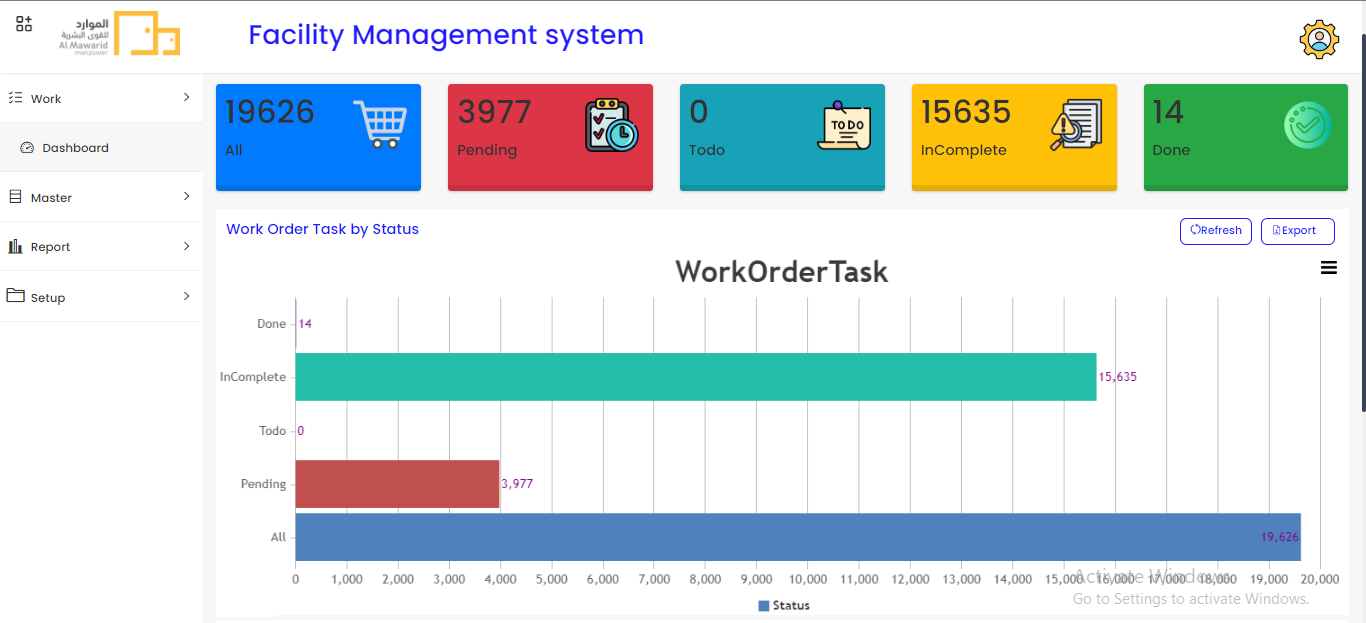 الموارد
للقوى البشرية
Al Mawarid
manpower
Facility Management system
Work
Dashboard
Master
Report
Setup
19626
All
3977
Pending
0
Todo
TODO
15635
InComplete
14
Done
Work Order Task by Status
Refresh
Export
WorkOrderTask
Done
14
InComplete
15,635
Todo
0
Pending
3,977
All
19,626
0 1,000 2,000 3,000 4,000 5,000 6,000 7,000 8,000 9,000 10,000 11,000 12,000 13,000 14,000 15,000 16,000 17,000 18,000 19,000 20,000
Status
Activate Windows
Go to Settings to activate Windows.